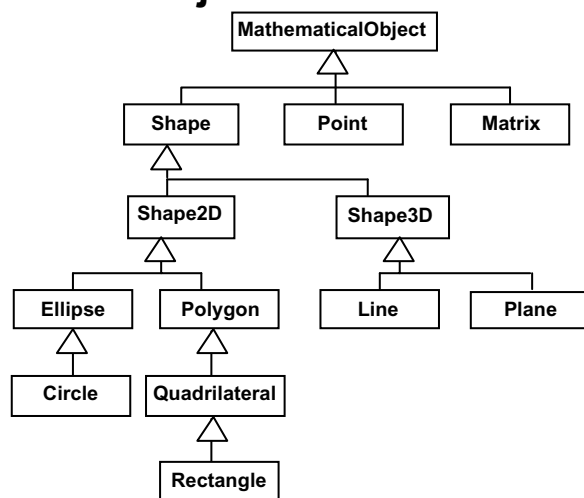 MathematicalObject
Shape Point Matrix
Shape2D Shape3D
Ellipse Polygon Line Plane
Circle Quadrilateral
Rectangle